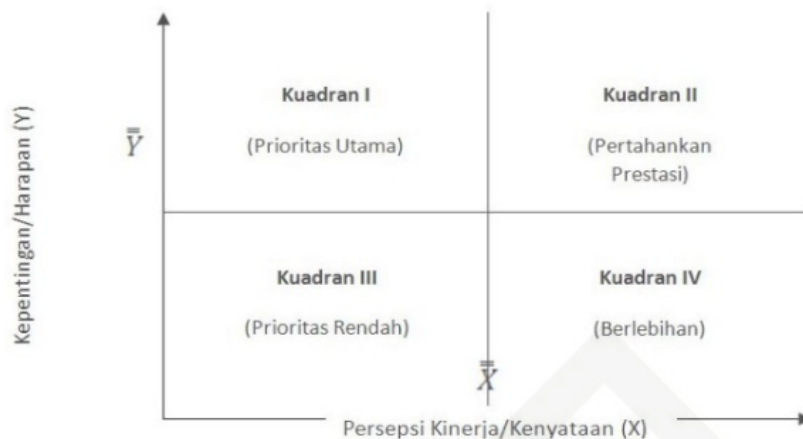 Kepentingan/Harapan (Y)
Y̿
Kuadran I
(Prioritas Utama)
Kuadran II
(Pertahankan
Prestasi)
Kuadran III
(Prioritas Rendah)
Kuadran IV
(Berlebihan)
X̿
Persepsi Kinerja/Kenyataan (X)